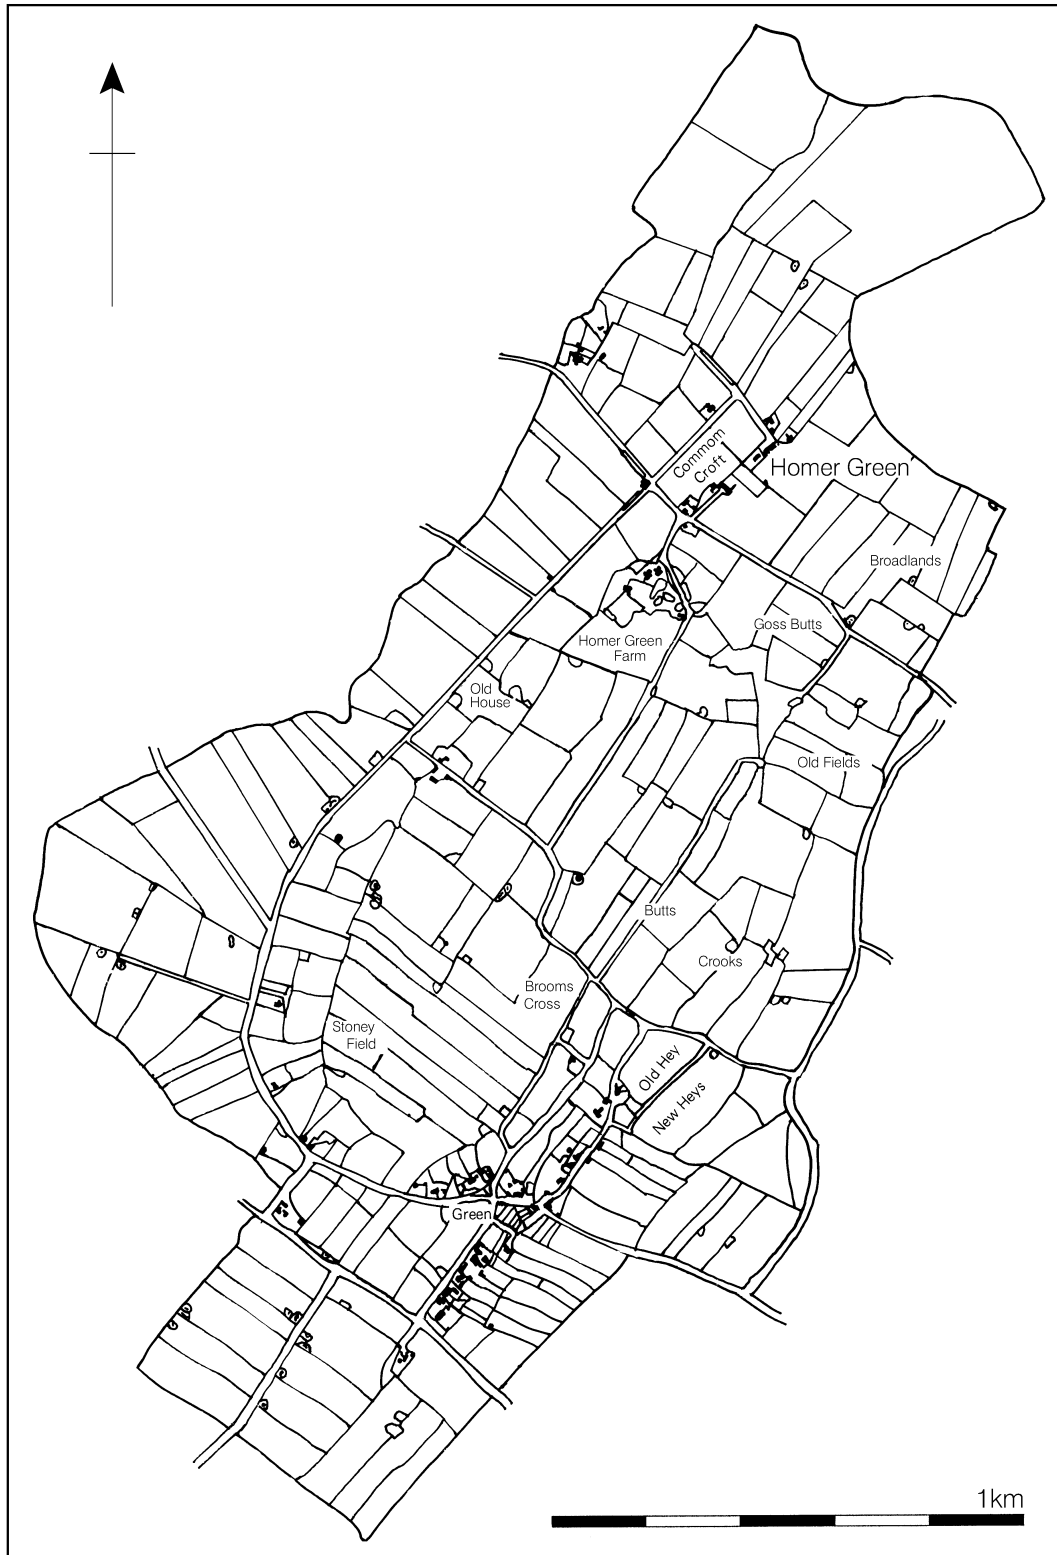 Commom
Croft
Homer Green
Broadlands
Goss Butts
Homer Green
Farm
Old
House
Old Fields
Butts
Crooks
Brooms
Cross
Stoney
Field
Old Hey
New Heys
Green
1km